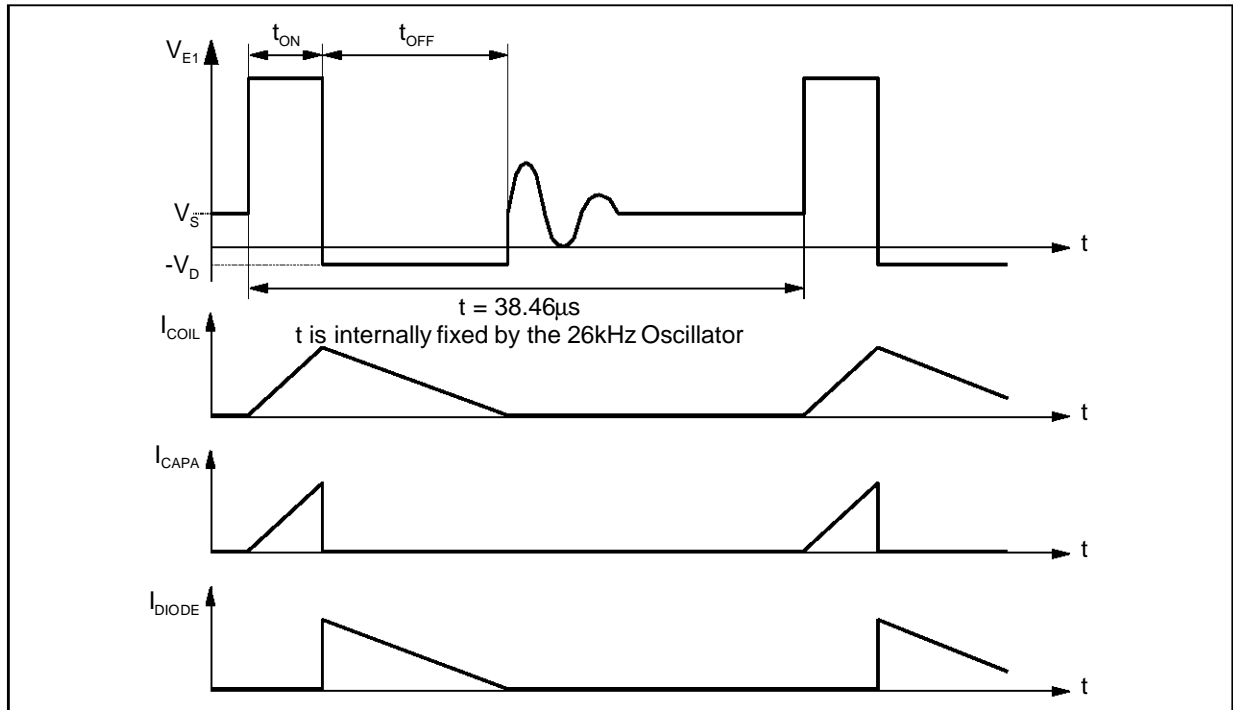 tON
tOFF
VE1
VS
-VD
t
t = 38.46µs
t is internally fixed by the 26kHz Oscillator
ICOIL
t
ICAPA
t
IDIODE
t